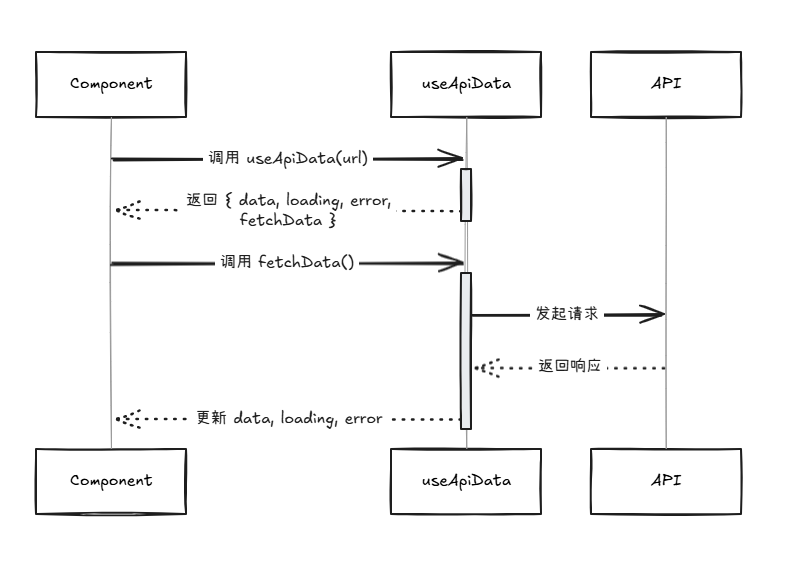 Component
useApiData
API
调用 useApiData(url)
返回 { data, loading, error,
fetchData }
调用 fetchData()
发起请求
返回响应
更新 data, loading, error
Component
useApiData
API